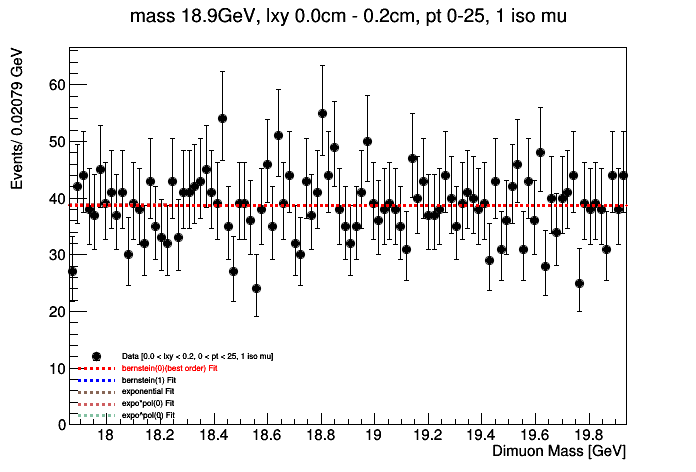 mass 18.9GeV, lxy 0.0cm - 0.2cm, pt 0-25, 1 iso mu
Events/ 0.02079 GeV
60
50
40
30
20
10
0
Data [0.0 < lxy < 0.2, 0 < pt < 25, 1 iso mu]
bernstein(0)(best order) Fit
bernstein(1) Fit
exponential Fit
expo*pol(0) Fit
expo^pol(0) Fit
18 18.2 18.4 18.6 18.8 19 19.2 19.4 19.6 19.8
Dimuon Mass [GeV]